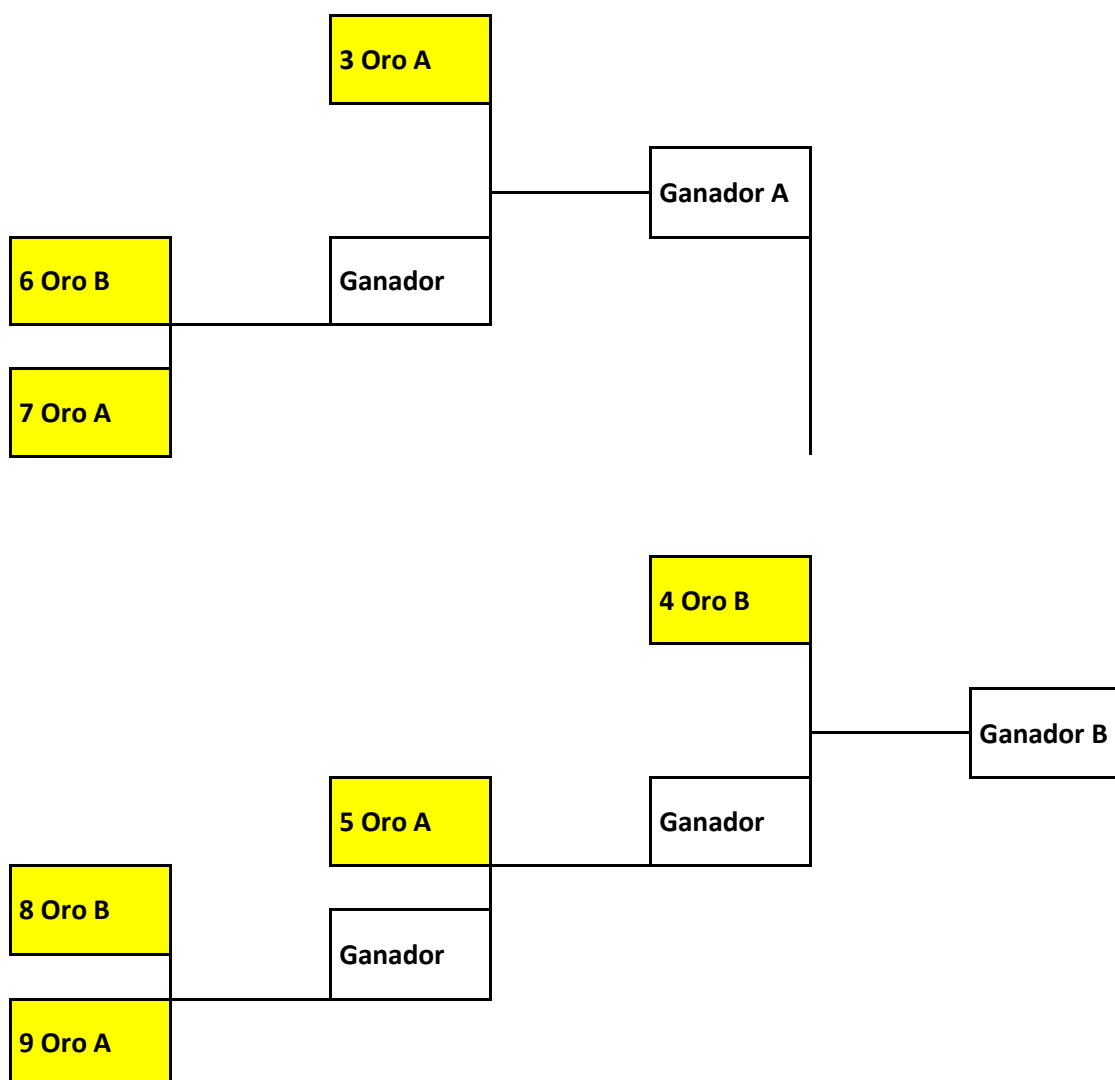 3 Oro A
Ganador A
6 Oro B
Ganador
7 Oro A
4 Oro B
Ganador B
5 Oro A
Ganador
8 Oro B
Ganador
9 Oro A